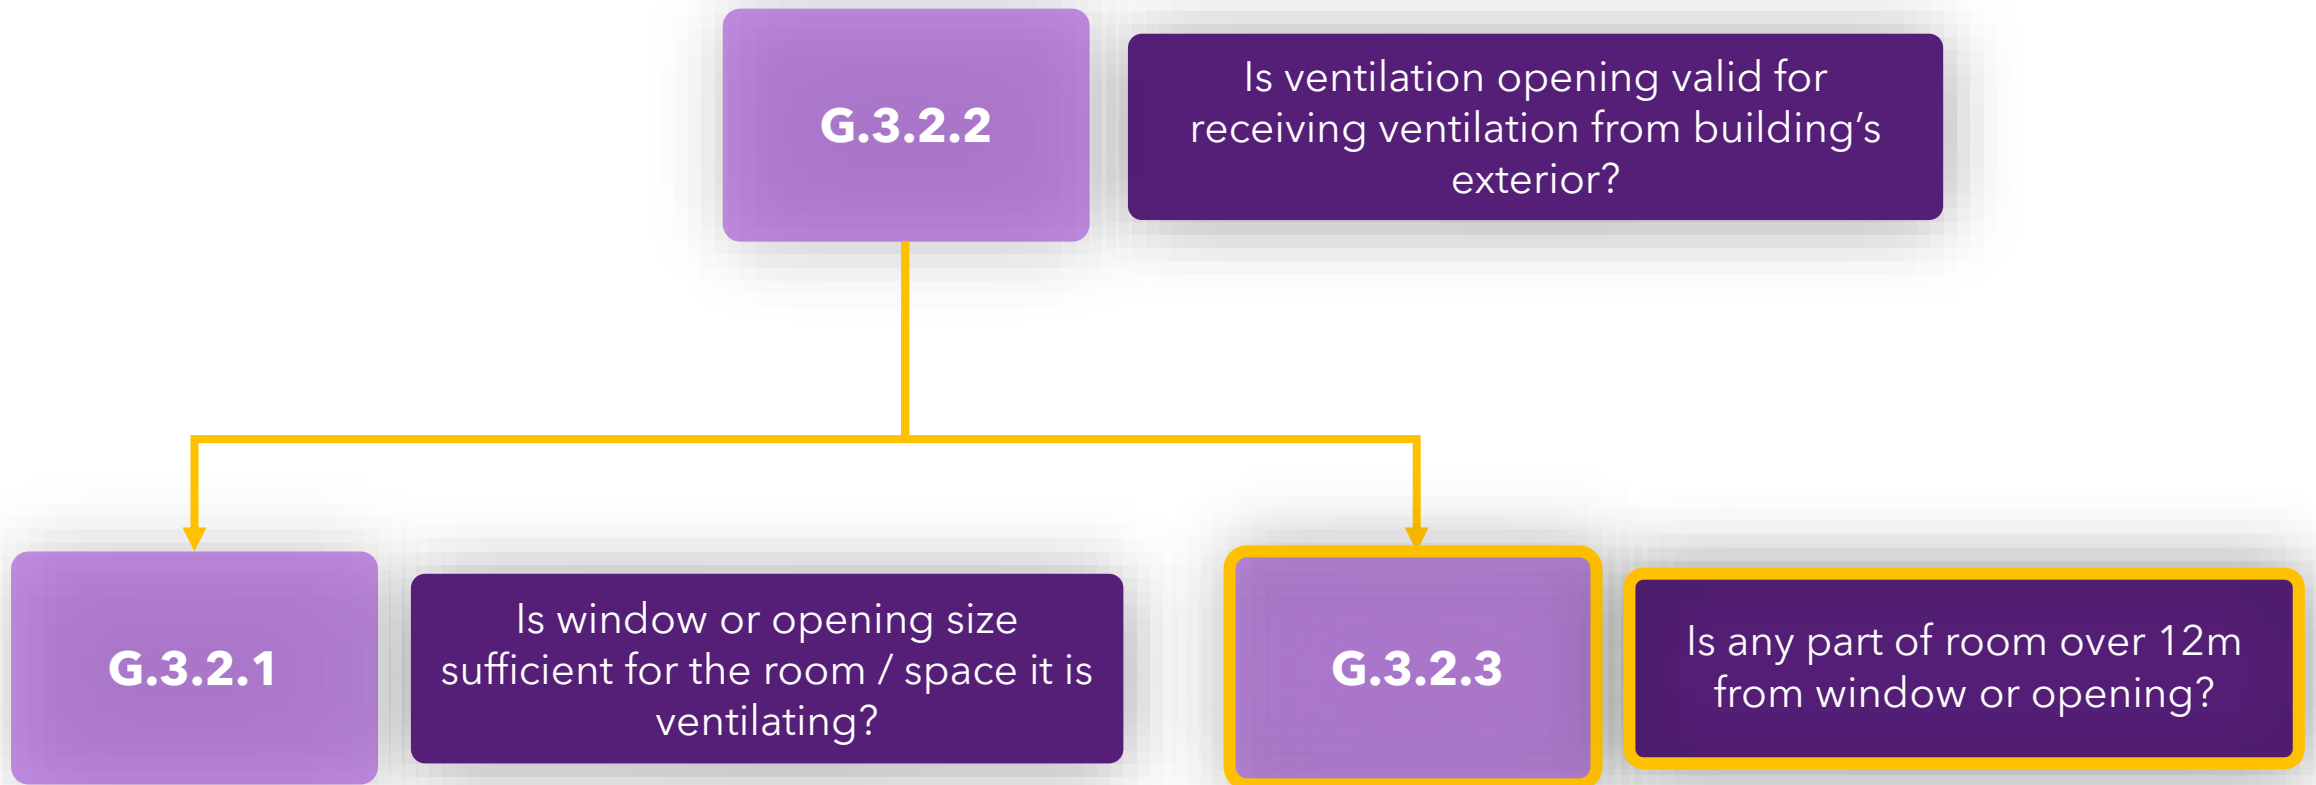 G.3.2.2
Is ventilation opening valid for
receiving ventilation from building’s
exterior?
G.3.2.1
Is window or opening size
sufficient for the room / space it is
ventilating?
G.3.2.3
Is any part of room over 12m
from window or opening?